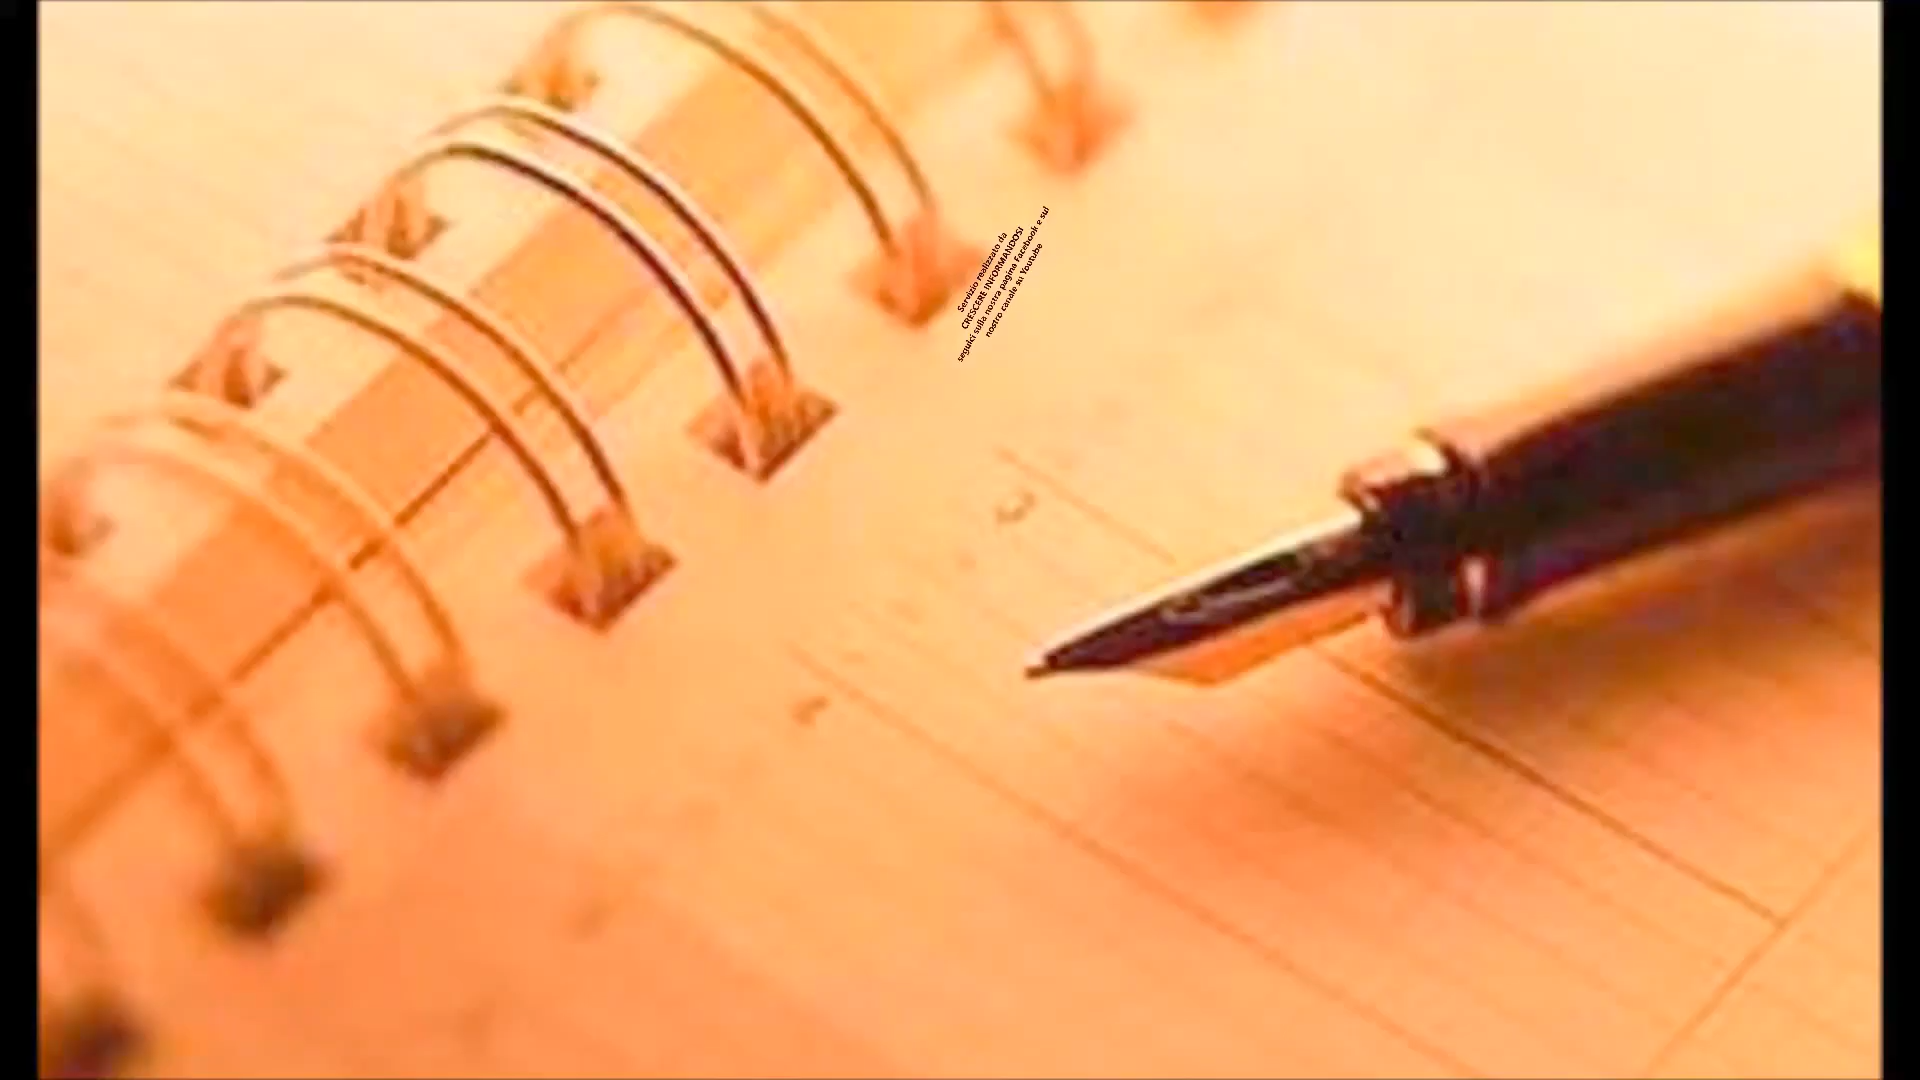 Servizio realizzato da
CRESCERE INFORMANDOSI
seguici sulla nostra pagina Facebook e sul
nostro canale su Youtube